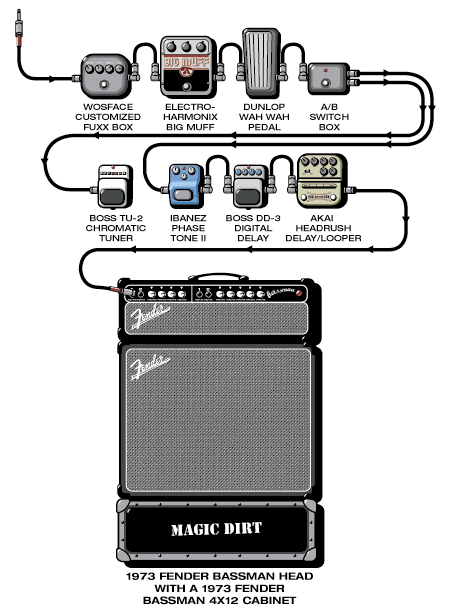 BIG MUFF
WOSFACE
CUSTOMIZED
FUXX BOX
ELECTRO-
HARMONIX
BIG MUFF
DUNLOP
WAH WAH
PEDAL
A/B
SWITCH
BOX
BOSS TU-2
CHROMATIC
TUNER
IBANEZ
PHASE
TONE II
BOSS DD-3
DIGITAL
DELAY
AKAI
HEADRUSH
DELAY/LOOPER
Bassman
Fender
Fender
MAGIC DIRT
1973 FENDER BASSMAN HEAD
WITH A 1973 FENDER
BASSMAN 4X12 CABINET